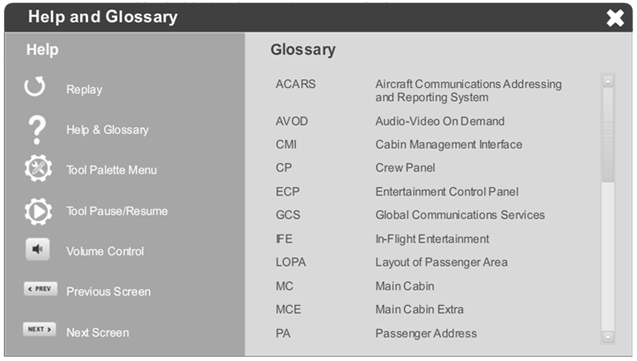 Help and Glossary
Help
Replay
Help & Glossary
Tool Palette Menu
Tool Pause/Resume
Volume Control
< PREV Previous Screen
NEXT > Next Screen
Glossary
ACARS Aircraft Communications Addressing
and Reporting System
AVOD Audio-Video On Demand
CMI Cabin Management Interface
CP Crew Panel
ECP Entertainment Control Panel
GCS Global Communications Services
IFE In-Flight Entertainment
LOPA Layout of Passenger Area
MC Main Cabin
MCE Main Cabin Extra
PA Passenger Address